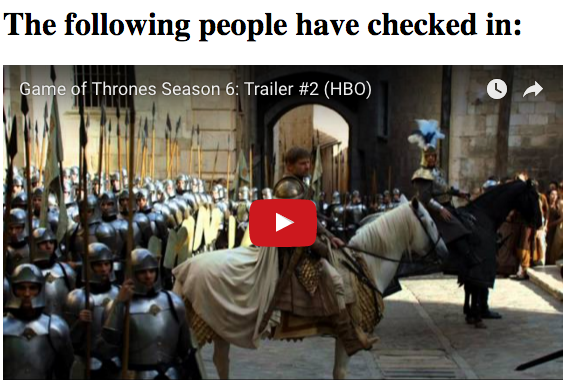 The following people have checked in:
Game of Thrones Season 6: Trailer #2 (HBO)